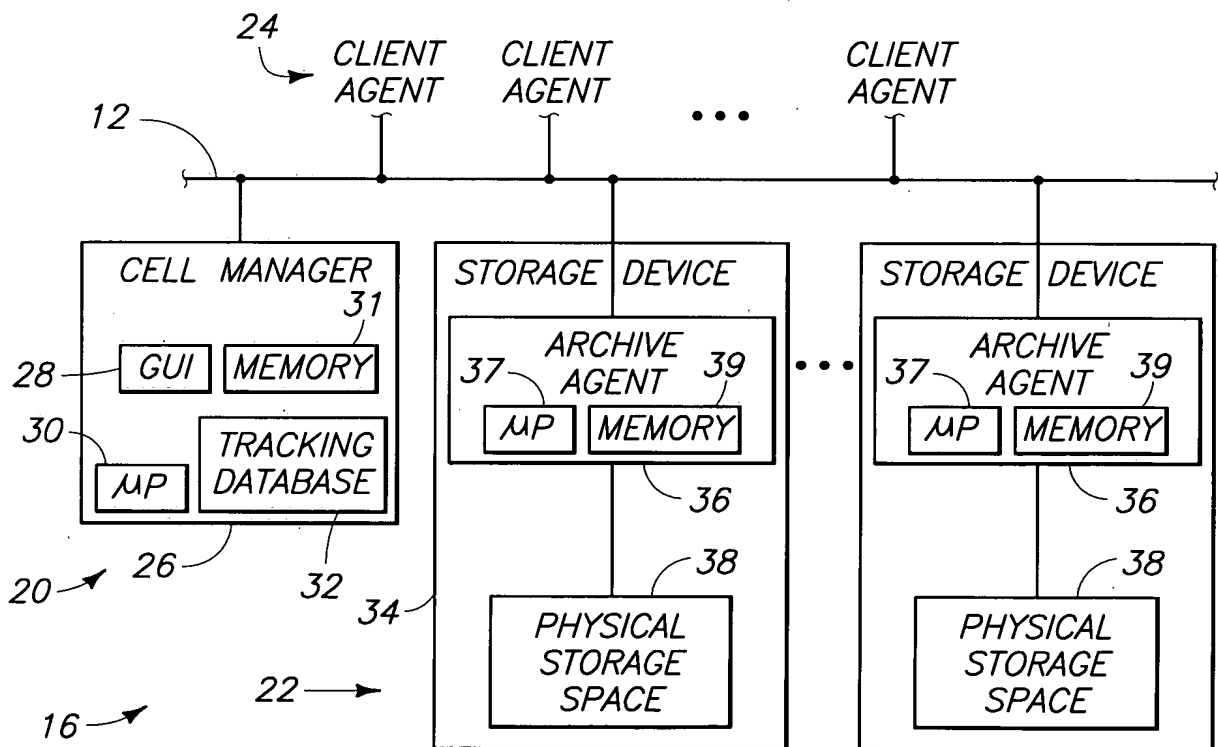 24
CLIENT AGENT
CLIENT AGENT
CLIENT AGENT
12
CELL MANAGER
31
28
GUI
MEMORY
30
μP
TRACKING DATABASE
26
32
20
STORAGE DEVICE
ARCHIVE AGENT
37
39
μP
MEMORY
36
38
34
PHYSICAL STORAGE SPACE
22
16
STORAGE DEVICE
ARCHIVE AGENT
37
39
μP
MEMORY
36
38
PHYSICAL STORAGE SPACE